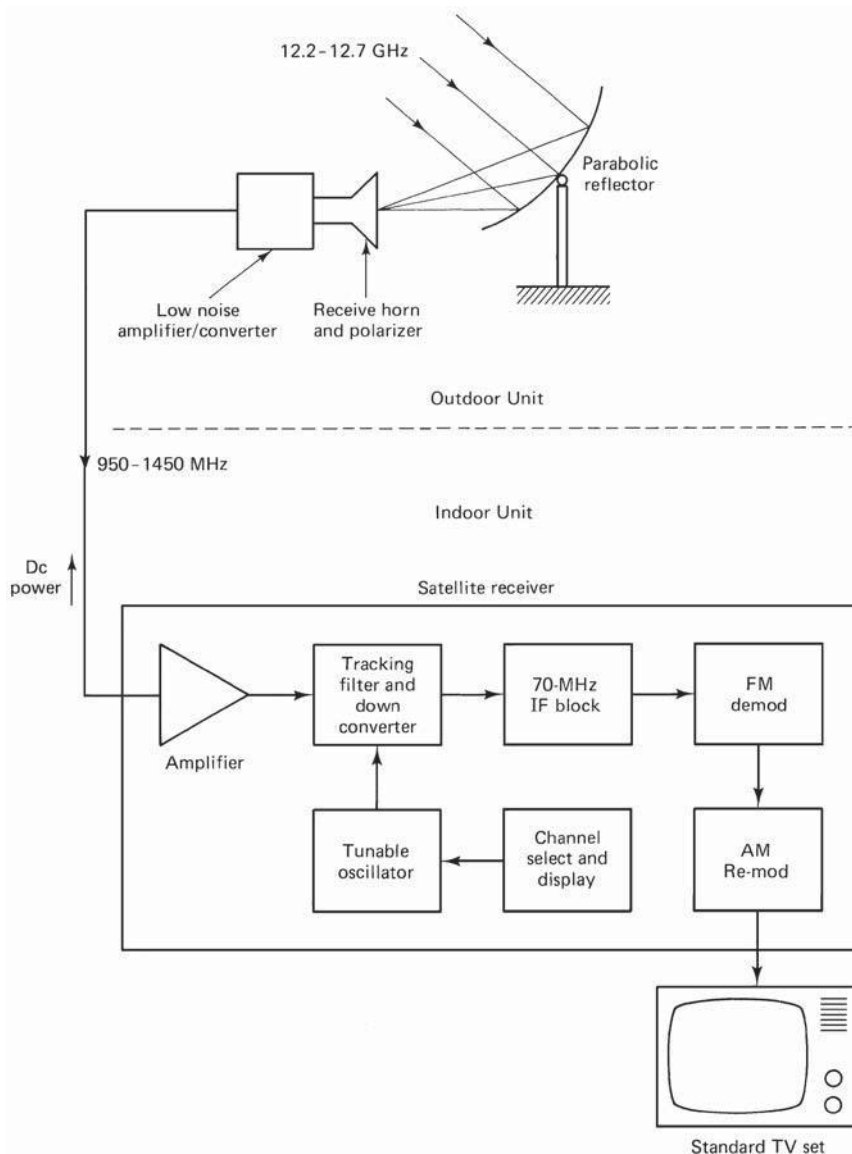 12.2-12.7 GHz
Parabolic
reflector
Low noise
amplifier/converter
Receive horn
and polarizer
Outdoor Unit
950-1450 MHz
Indoor Unit
Dc
power
Satellite receiver
Amplifier
Tracking
filter and
down
converter
70-MHz
IF block
FM
demod
Tunable
oscillator
Channel
select and
display
AM
Re-mod
Standard TV set